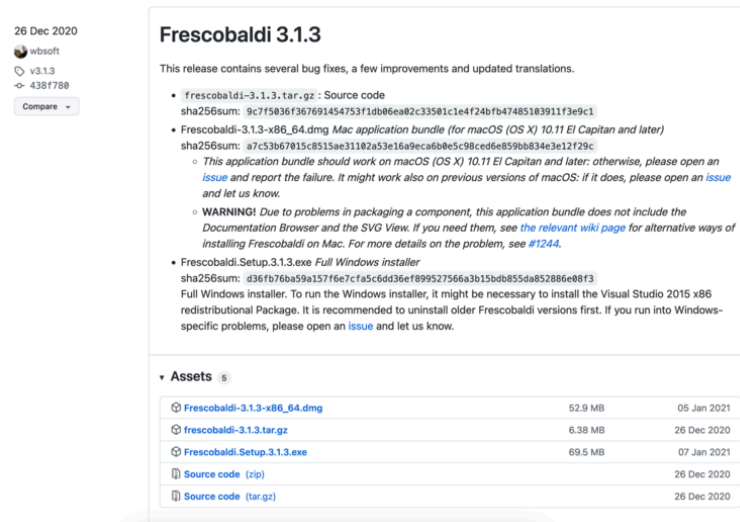 26 Dec 2020
wbsoft
v3.1.3
438f780
Compare
Frescobaldi 3.1.3
This release contains several bug fixes, a few improvements and updated translations.
frescobaldi-3.1.3.tar.gz : Source code
sha256sum: 9c7f5036f367691454753f1db06ea02c33501c1e4f24bfb47485103911f3e9c1
Frescobaldi-3.1.3-x86_64.dmg Mac application bundle (for macOS (OS X) 10.11 El Capitan and later)
sha256sum: a7c53b67015c8515ae31102a53e16a9eca6b0e5c98ced6e859bb834e3e12f29c
This application bundle should work on macOS (OS X) 10.11 El Capitan and later: otherwise, please open an
issue and report the failure. It might work also on previous versions of macOS: if it does, please open an issue
and let us know.
WARNING! Due to problems in packaging a component, this application bundle does not include the
Documentation Browser and the SVG View. If you need them, see the relevant wiki page for alternative ways of
installing Frescobaldi on Mac. For more details on the problem, see #1244.
Frescobaldi.Setup.3.1.3.exe Full Windows installer
sha256sum: d36fb76ba59a157f6e7cfa5c6dd36ef899527566a3b15bdb855da852886e08f3
Full Windows installer. To run the Windows installer, it might be necessary to install the Visual Studio 2015 x86
redistributional Package. It is recommended to uninstall older Frescobaldi versions first. If you run into Windows-
specific problems, please open an issue and let us know.
Assets 5
Frescobaldi-3.1.3-x86_64.dmg 52.9 MB 05 Jan 2021
frescobaldi-3.1.3.tar.gz 6.38 MB 26 Dec 2020
Frescobaldi.Setup.3.1.3.exe 69.5 MB 07 Jan 2021
Source code (zip) 26 Dec 2020
Source code (tar.gz) 26 Dec 2020